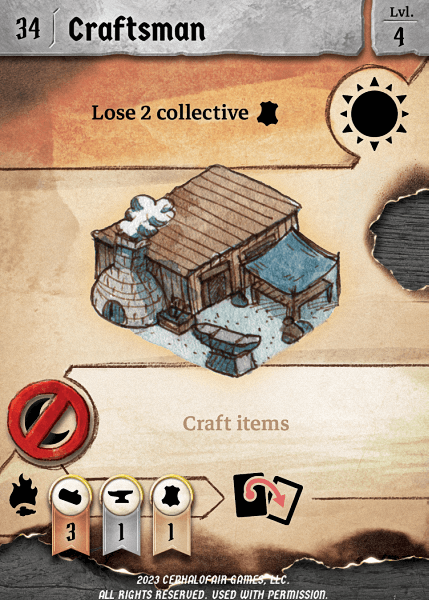 34 Craftsman
Lvl.
4
Lose 2 collective
Craft items
3 1 1
2023 CEPHALOFAIR GAMES, LLC.
ALL RIGHTS RESERVED. USED WITH PERMISSION.